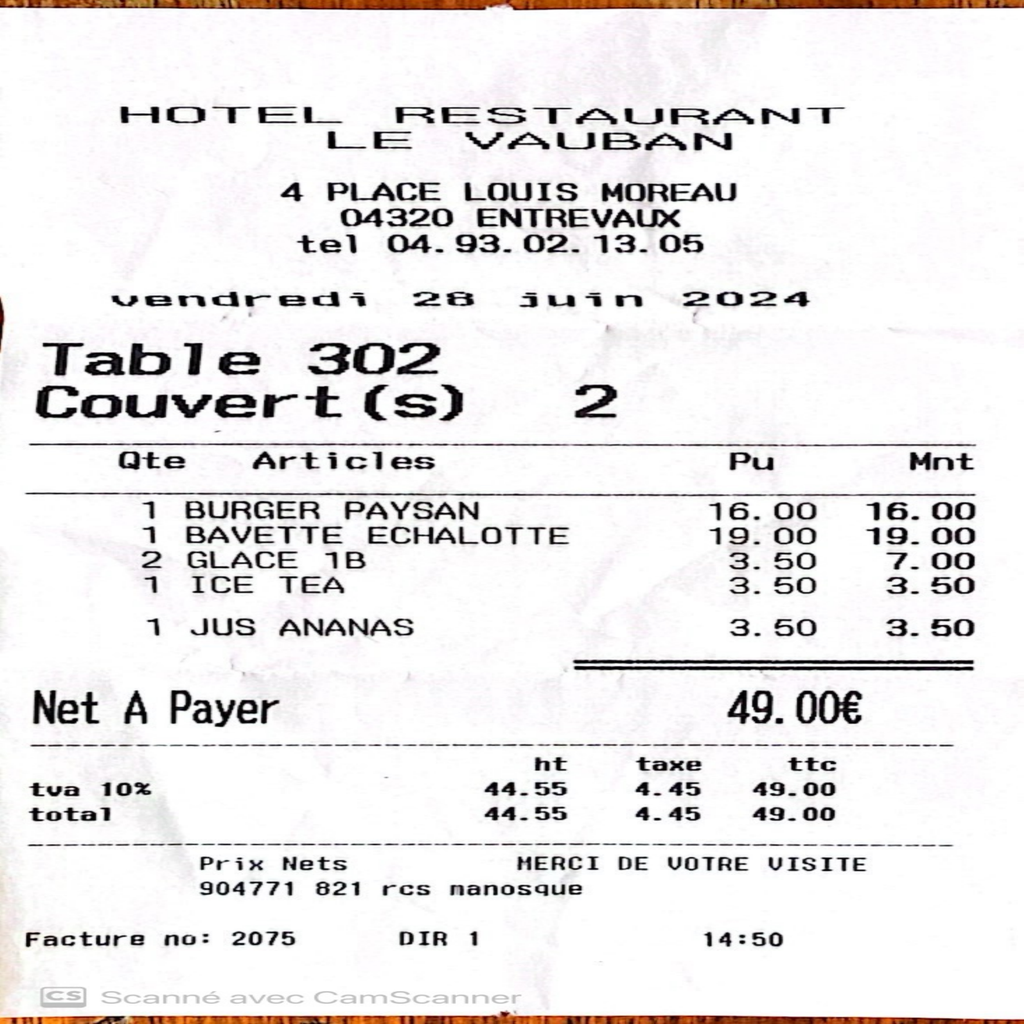 HOTEL RESTAURANT
LE VAUBAN
4 PLACE LOUIS MOREAU
04320 ENTREVAUX
tel 04.93.02.13.05
vendredi 28 juin 2024
Table 302
Couvert(s) 2
Qte Articles Pu Mnt
1 BURGER PAYSAN 16.00 16.00
1 BAVETTE ECHALOTTE 19.00 19.00
2 GLACE 1B 3.50 7.00
1 ICE TEA 3.50 3.50
1 JUS ANANAS 3.50 3.50
Net A Payer 49.00€
ht taxe ttc
tva 10% 44.55 4.45 49.00
total 44.55 4.45 49.00
Prix Nets MERCI DE VOTRE VISITE
904771 821 rcs manosque
Facture no: 2075 DIR 1 14:50
CS Scanné avec CamScanner